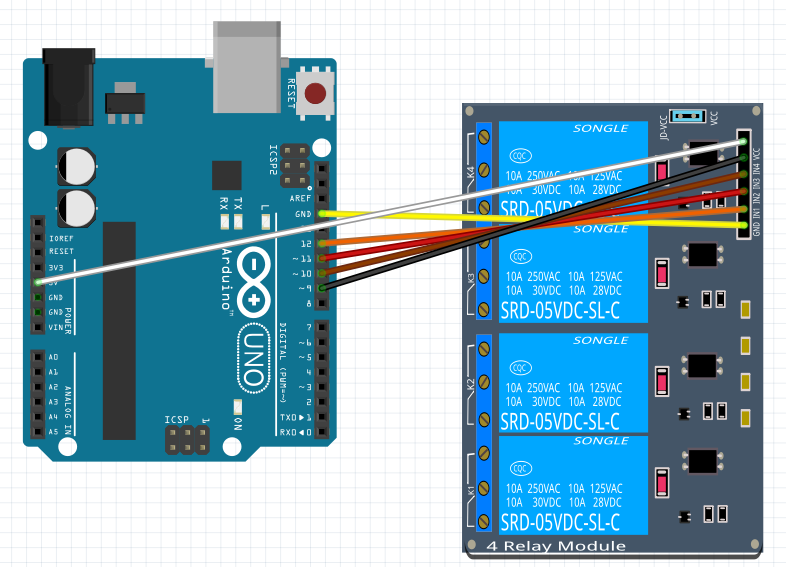 RESET
ICSP2
AREF
GND
12
~11
~10
~9
8
7
~6
~5
4
~3
2
TXD▶1
RXD◀0
DIGITAL (PWM=~)
RX
TX
L
Arduino™
UNO
ON
ICSP
1
IOREF
RESET
3V3
5V
GND
GND
VIN
POWER
A0
A1
A2
A3
A4
A5
ANALOG IN
JD-VCC
VCC
VCC
IN4
IN3
IN2
IN1
GND
K4
SONGLE
CQC
10A 250VAC 10A 125VAC
10A 30VDC 10A 28VDC
SRD-05VDC-SL-C
K3
SONGLE
CQC
10A 250VAC 10A 125VAC
10A 30VDC 10A 28VDC
SRD-05VDC-SL-C
K2
SONGLE
CQC
10A 250VAC 10A 125VAC
10A 30VDC 10A 28VDC
SRD-05VDC-SL-C
K1
SONGLE
CQC
10A 250VAC 10A 125VAC
10A 30VDC 10A 28VDC
SRD-05VDC-SL-C
4 Relay Module